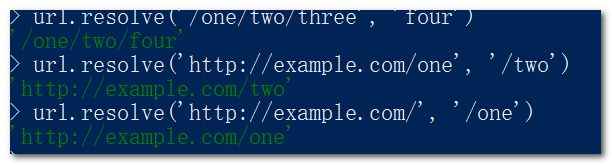 > url.resolve('/one/two/three', 'four')
'/one/two/four'
> url.resolve('http://example.com/one', '/two')
'http://example.com/two'
> url.resolve('http://example.com/', '/one')
'http://example.com/one'